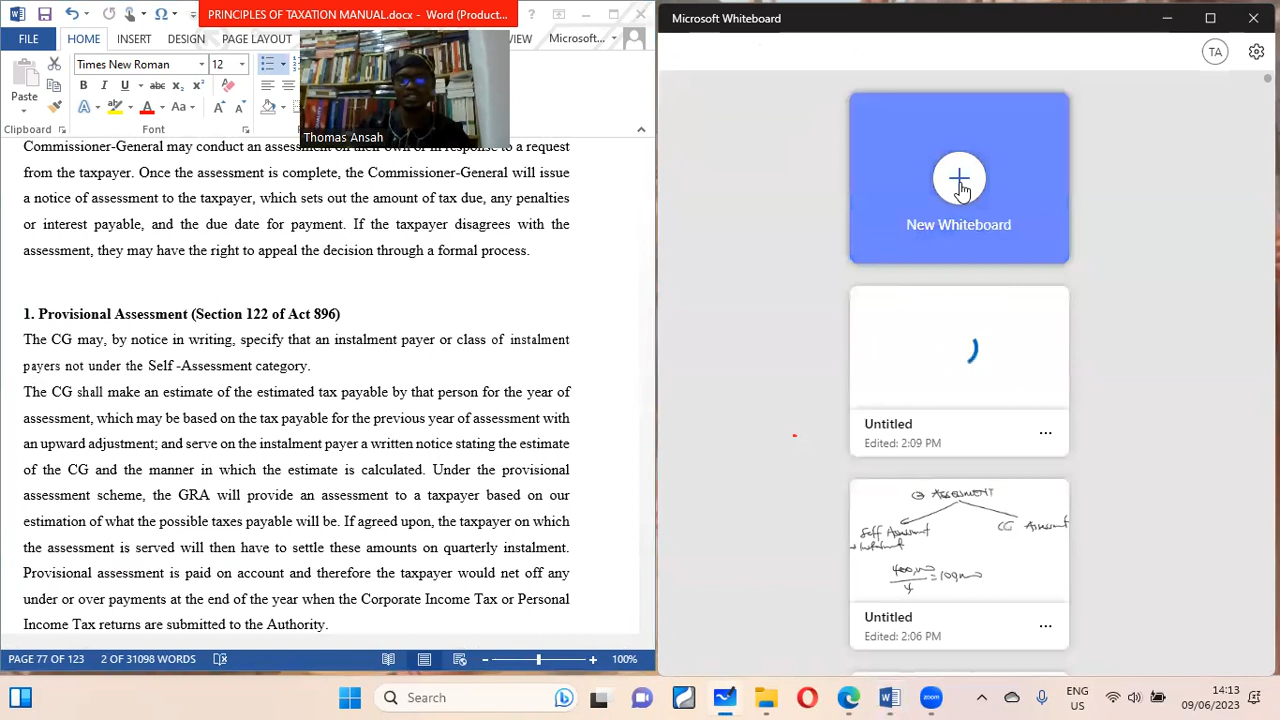 PRINCIPLES OF TAXATION MANUAL.docx - Word (Product...
FILE
HOME
INSERT
DESIGN
PAGE LAYOUT
VIEW
Microsoft...
Times New Roman
12
Paste
B I U abc x₂ x²
A
A
Aa
A
A
Clipboard
Font
Thomas Ansah
Commissioner-General may conduct an assessment on their own or in response to a request
from the taxpayer. Once the assessment is complete, the Commissioner-General will issue
a notice of assessment to the taxpayer, which sets out the amount of tax due, any penalties
or interest payable, and the due date for payment. If the taxpayer disagrees with the
assessment, they may have the right to appeal the decision through a formal process.
1. Provisional Assessment (Section 122 of Act 896)
The CG may, by notice in writing, specify that an instalment payer or class of instalment
payers not under the Self -Assessment category.
The CG shall make an estimate of the estimated tax payable by that person for the year of
assessment, which may be based on the tax payable for the previous year of assessment with
an upward adjustment; and serve on the instalment payer a written notice stating the estimate
of the CG and the manner in which the estimate is calculated. Under the provisional
assessment scheme, the GRA will provide an assessment to a taxpayer based on our
estimation of what the possible taxes payable will be. If agreed upon, the taxpayer on which
the assessment is served will then have to settle these amounts on quarterly instalment.
Provisional assessment is paid on account and therefore the taxpayer would net off any
under or over payments at the end of the year when the Corporate Income Tax or Personal
Income Tax returns are submitted to the Authority.
PAGE 77 OF 123
2 OF 31098 WORDS
100%
Microsoft Whiteboard
TA
New Whiteboard
Untitled
Edited: 2:09 PM
ASSESSMENT
Self Assessment
CG Assessment
400,000
4
=100,000
Untitled
Edited: 2:06 PM
Search
zoom
ENG
US
14:13
09/06/2023